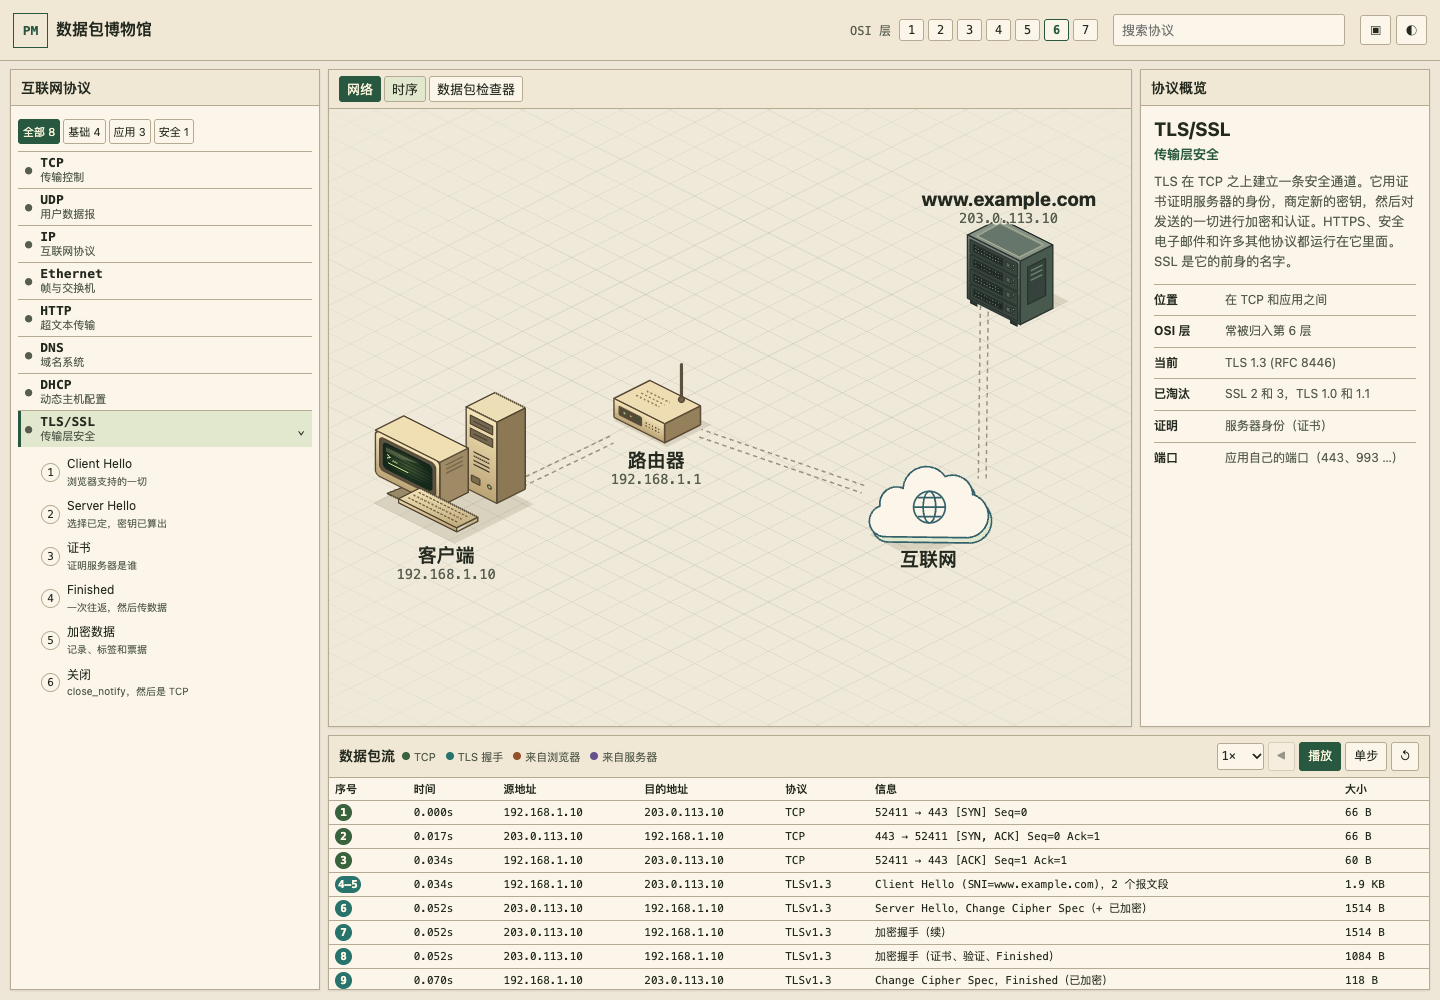 PM 数据包博物馆 OSI 层 1 2 3 4 5 6 7 搜索协议
互联网协议
全部 8 基础 4 应用 3 安全 1
TCP
传输控制
UDP
用户数据报
IP
互联网协议
Ethernet
帧与交换机
HTTP
超文本传输
DNS
域名系统
DHCP
动态主机配置
TLS/SSL
传输层安全
1 Client Hello
浏览器支持的一切
2 Server Hello
选择已定，密钥已算出
3 证书
证明服务器是谁
4 Finished
一次往返，然后传数据
5 加密数据
记录、标签和票据
6 关闭
close_notify，然后是 TCP
网络 时序 数据包检查器
www.example.com
203.0.113.10
路由器
192.168.1.1
客户端
192.168.1.10
互联网
协议概览
TLS/SSL
传输层安全
TLS 在 TCP 之上建立一条安全通道。它用证
书证明服务器的身份，商定新的密钥，然后对
发送的一切进行加密和认证。HTTPS、安全
电子邮件和许多其他协议都运行在它里面。
SSL 是它的前身的名字。
位置 在 TCP 和应用之间
OSI 层 常被归入第 6 层
当前 TLS 1.3 (RFC 8446)
已淘汰 SSL 2 和 3，TLS 1.0 和 1.1
证明 服务器身份（证书）
端口 应用自己的端口（443、993 ...）
数据包流 TCP TLS 握手 来自浏览器 来自服务器 1× 播放 单步
序号 时间 源地址 目的地址 协议 信息 大小
1 0.000s 192.168.1.10 203.0.113.10 TCP 52411 → 443 [SYN] Seq=0 66 B
2 0.017s 203.0.113.10 192.168.1.10 TCP 443 → 52411 [SYN, ACK] Seq=0 Ack=1 66 B
3 0.034s 192.168.1.10 203.0.113.10 TCP 52411 → 443 [ACK] Seq=1 Ack=1 60 B
4–5 0.034s 192.168.1.10 203.0.113.10 TLSv1.3 Client Hello (SNI=www.example.com)，2 个报文段 1.9 KB
6 0.052s 203.0.113.10 192.168.1.10 TLSv1.3 Server Hello，Change Cipher Spec（+ 已加密） 1514 B
7 0.052s 203.0.113.10 192.168.1.10 TLSv1.3 加密握手（续） 1514 B
8 0.052s 203.0.113.10 192.168.1.10 TLSv1.3 加密握手（证书、验证、Finished） 1084 B
9 0.070s 192.168.1.10 203.0.113.10 TLSv1.3 Change Cipher Spec，Finished（已加密） 118 B